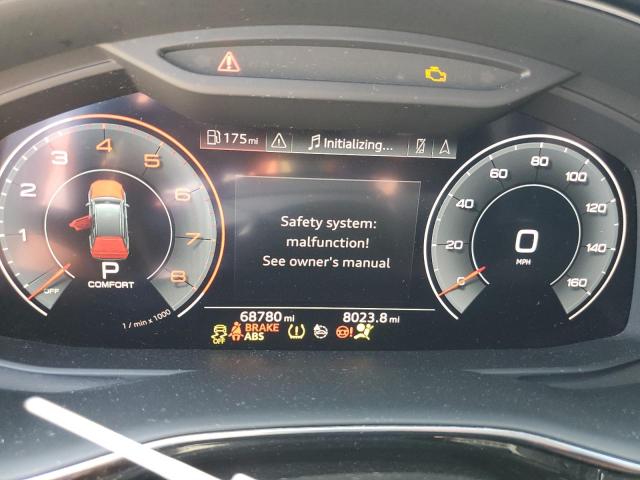 175 mi
Initializing...
Safety system:
malfunction!
See owner's manual
1
2
3
4
5
6
7
8
OFF
P
COMFORT
1 / min x 1000
0
20
40
60
80
100
120
140
160
0
MPH
68780 mi
8023.8 mi
OFF
BRAKE
ABS